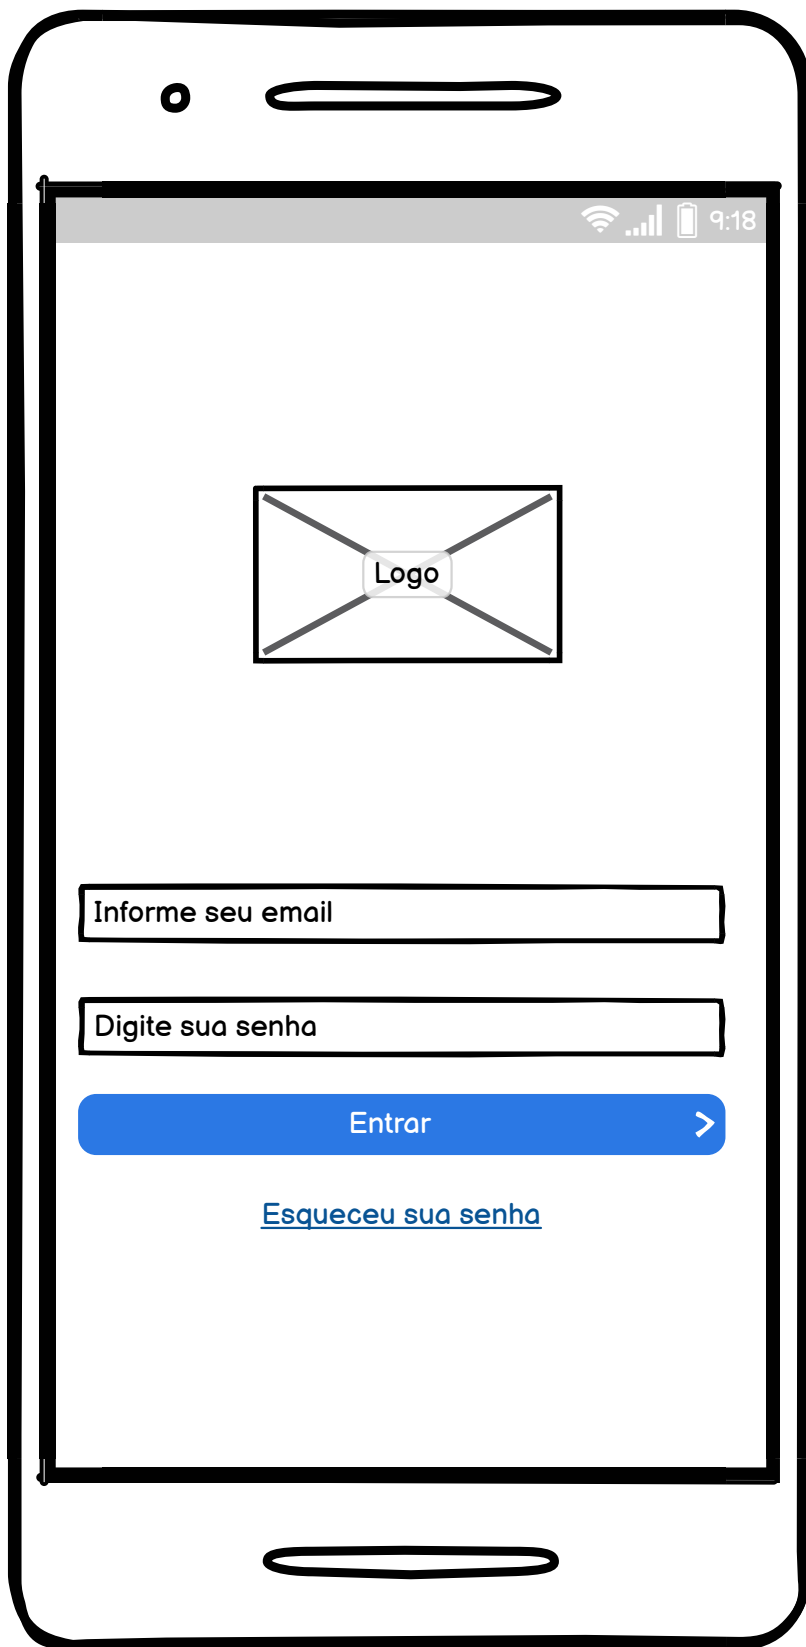 9:18
Logo
Informe seu email
Digite sua senha
Entrar
Esqueceu sua senha